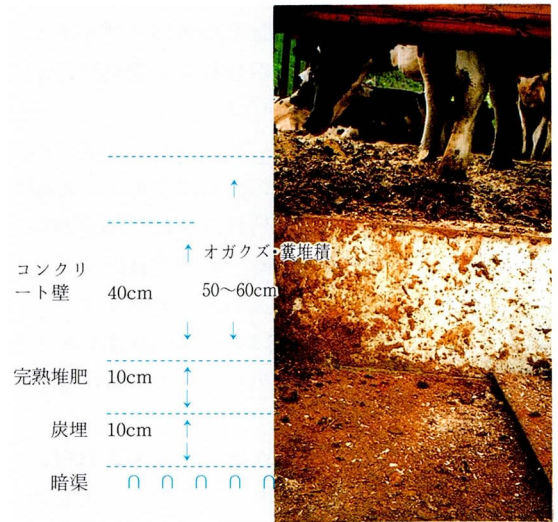 オガクズ・糞堆積
コンクリ
ート壁
40cm
50〜60cm
完熟堆肥
10cm
炭埋
10cm
暗渠